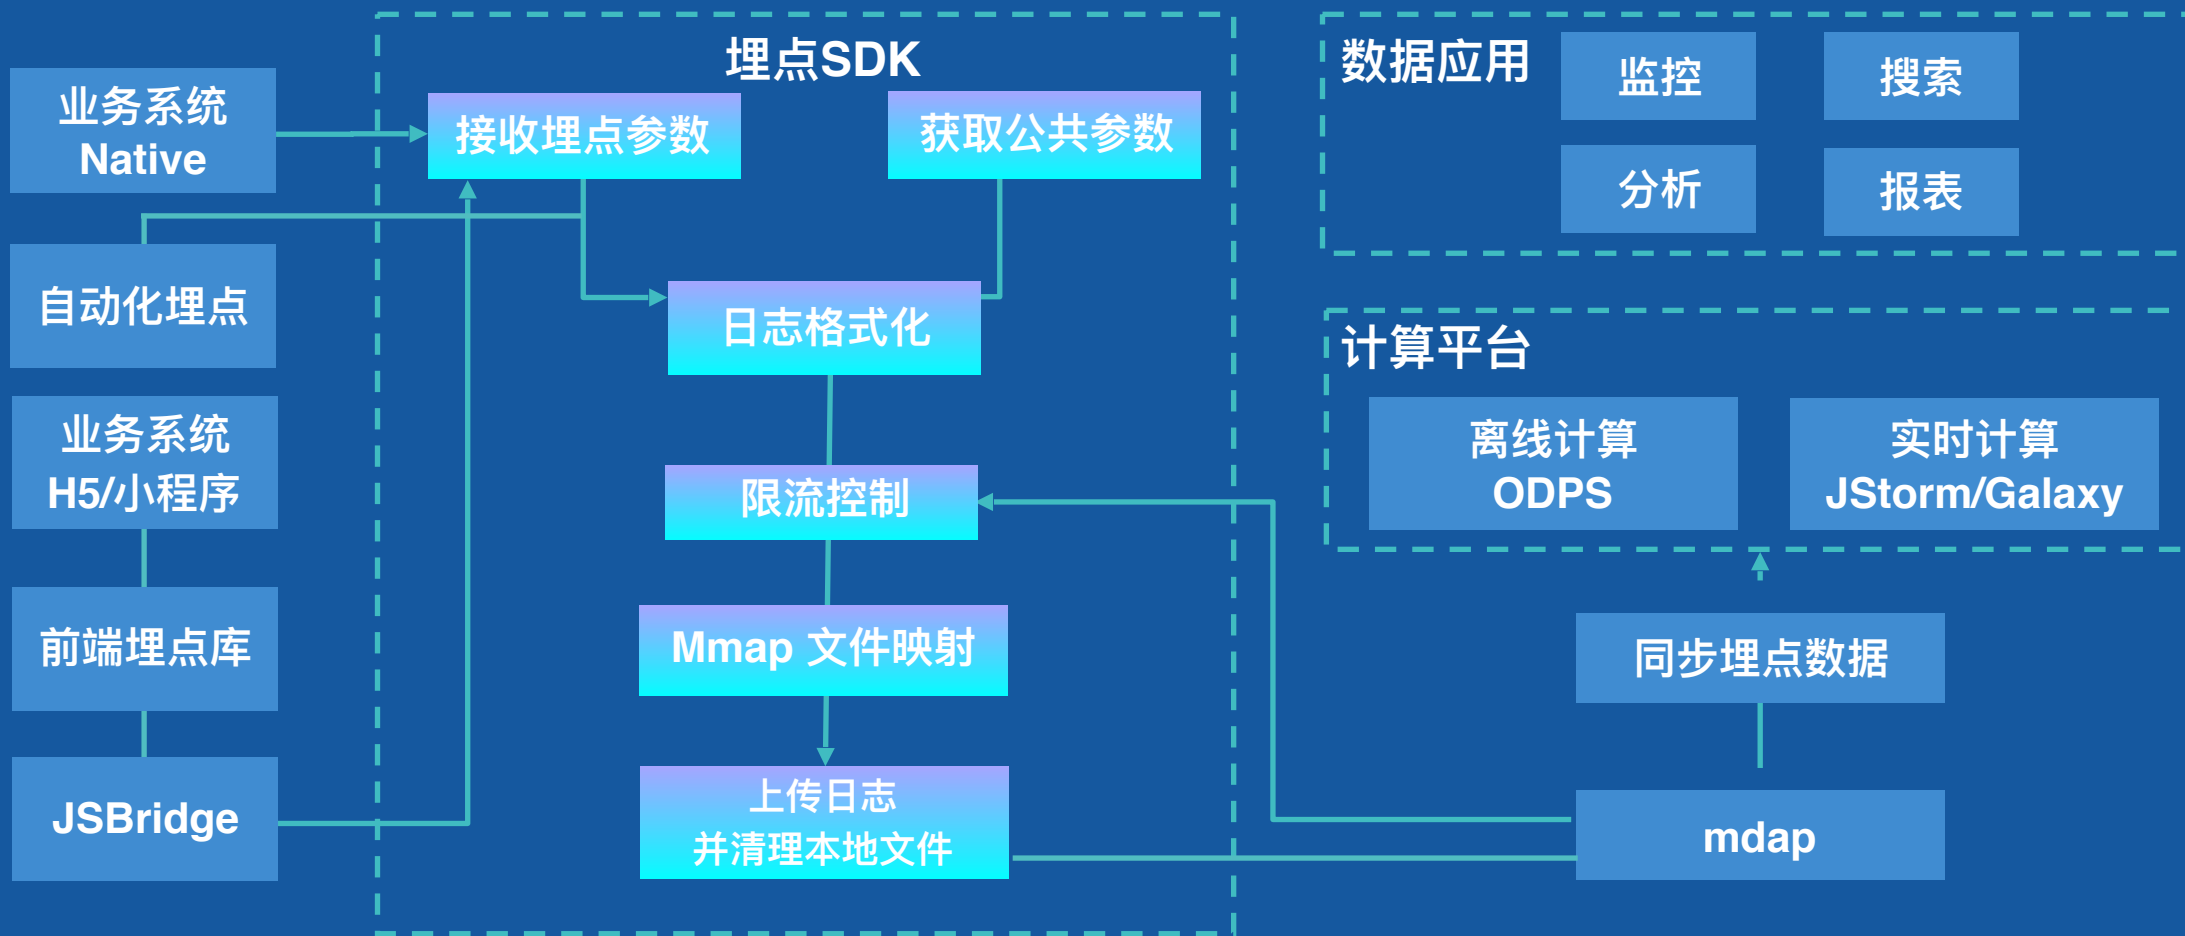 埋点SDK
业务系统
Native
接收埋点参数
获取公共参数
自动化埋点
日志格式化
业务系统
H5/小程序
限流控制
前端埋点库
Mmap 文件映射
JSBridge
上传日志
并清理本地文件
数据应用
监控
搜索
分析
报表
计算平台
离线计算
ODPS
实时计算
JStorm/Galaxy
同步埋点数据
mdap